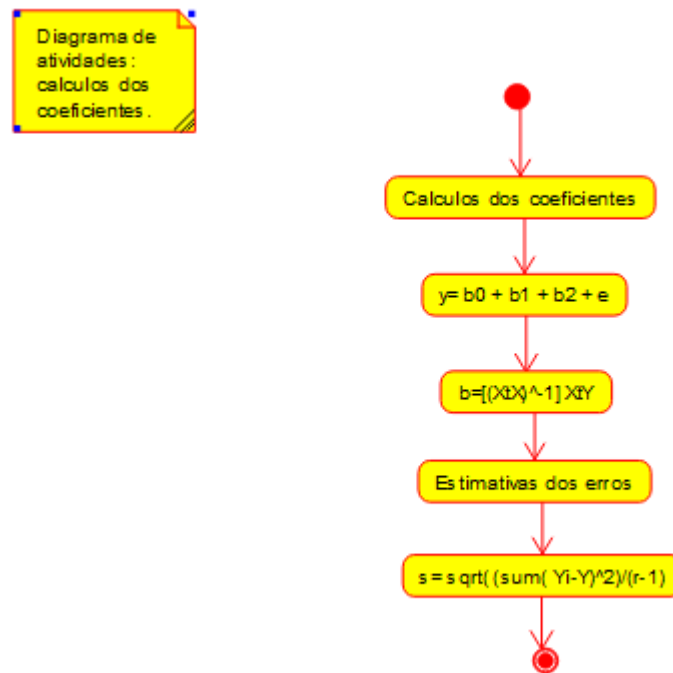 Diagrama de
atividades:
calculos dos
coeficientes.
Calculos dos coeficientes
y= b0 + b1 + b2 + e
b=[(XtX)^-1] XtY
Estimativas dos erros
s=sqrt( (sum( Yi-Y)^2)/(r-1)